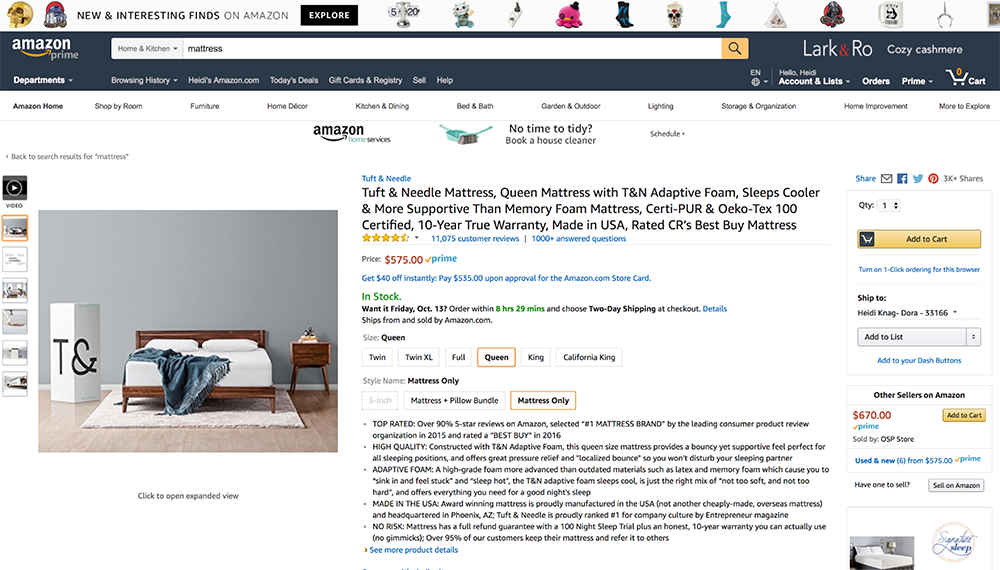 NEW & INTERESTING FINDS ON AMAZON
EXPLORE
amazon
prime
Home & Kitchen
mattress
Lark&Ro Cozy cashmere
Departments
Browsing History
Heidi's Amazon.com
Today's Deals
Gift Cards & Registry
Sell
Help
EN
Hello, Heidi
Account & Lists
Orders
Prime
0
Cart
Amazon Home
Shop by Room
Furniture
Home Décor
Kitchen & Dining
Bed & Bath
Garden & Outdoor
Lighting
Storage & Organization
Home Improvement
More to Explore
amazon
homeservices
No time to tidy?
Book a house cleaner
Schedule
‹ Back to search results for "mattress"
VIDEO
T&
Click to open expanded view
Tuft & Needle
Tuft & Needle Mattress, Queen Mattress with T&N Adaptive Foam, Sleeps Cooler
& More Supportive Than Memory Foam Mattress, Certi-PUR & Oeko-Tex 100
Certified, 10-Year True Warranty, Made in USA, Rated CR's Best Buy Mattress
11,075 customer reviews | 1000+ answered questions
Price: $575.00 prime
Get $40 off instantly: Pay $535.00 upon approval for the Amazon.com Store Card.
In Stock.
Want it Friday, Oct. 13? Order within 8 hrs 29 mins and choose Two-Day Shipping at checkout. Details
Ships from and sold by Amazon.com.
Size: Queen
Twin
Twin XL
Full
Queen
King
California King
Style Name: Mattress Only
5-Inch
Mattress + Pillow Bundle
Mattress Only
• TOP RATED: Over 90% 5-star reviews on Amazon, selected "#1 MATTRESS BRAND" by the leading consumer product review
organization in 2015 and rated a "BEST BUY" in 2016
• HIGH QUALITY: Constructed with T&N Adaptive Foam, this queen size mattress provides a bouncy yet supportive feel perfect for
all sleeping positions, and offers great pressure relief and "localized bounce" so you won't disturb your sleeping partner
• ADAPTIVE FOAM: A high-grade foam more advanced than outdated materials such as latex and memory foam which cause you to
"sink in and feel stuck" and "sleep hot", the T&N adaptive foam sleeps cool, is just the right mix of "not too soft, and not too
hard", and offers everything you need for a good night's sleep
• MADE IN THE USA: Award winning mattress is proudly manufactured in the USA (not another cheaply-made, overseas mattress)
and headquartered in Phoenix, AZ; Tuft & Needle is proudly ranked #1 for company culture by Entrepreneur magazine
• NO RISK: Mattress has a full refund guarantee with a 100 Night Sleep Trial plus an honest, 10-year warranty you can actually use
(no gimmicks); Over 95% of our customers keep their mattress and refer it to others
› See more product details
Share
3K+ Shares
Qty: 1
Add to Cart
Turn on 1-Click ordering for this browser
Ship to:
Heidi Knag- Dora - 33166
Add to List
Add to your Dash Buttons
Other Sellers on Amazon
$670.00
Add to Cart
prime
Sold by: OSP Store
Used & new (6) from $575.00 prime
Have one to sell?
Sell on Amazon
Signature
sleep